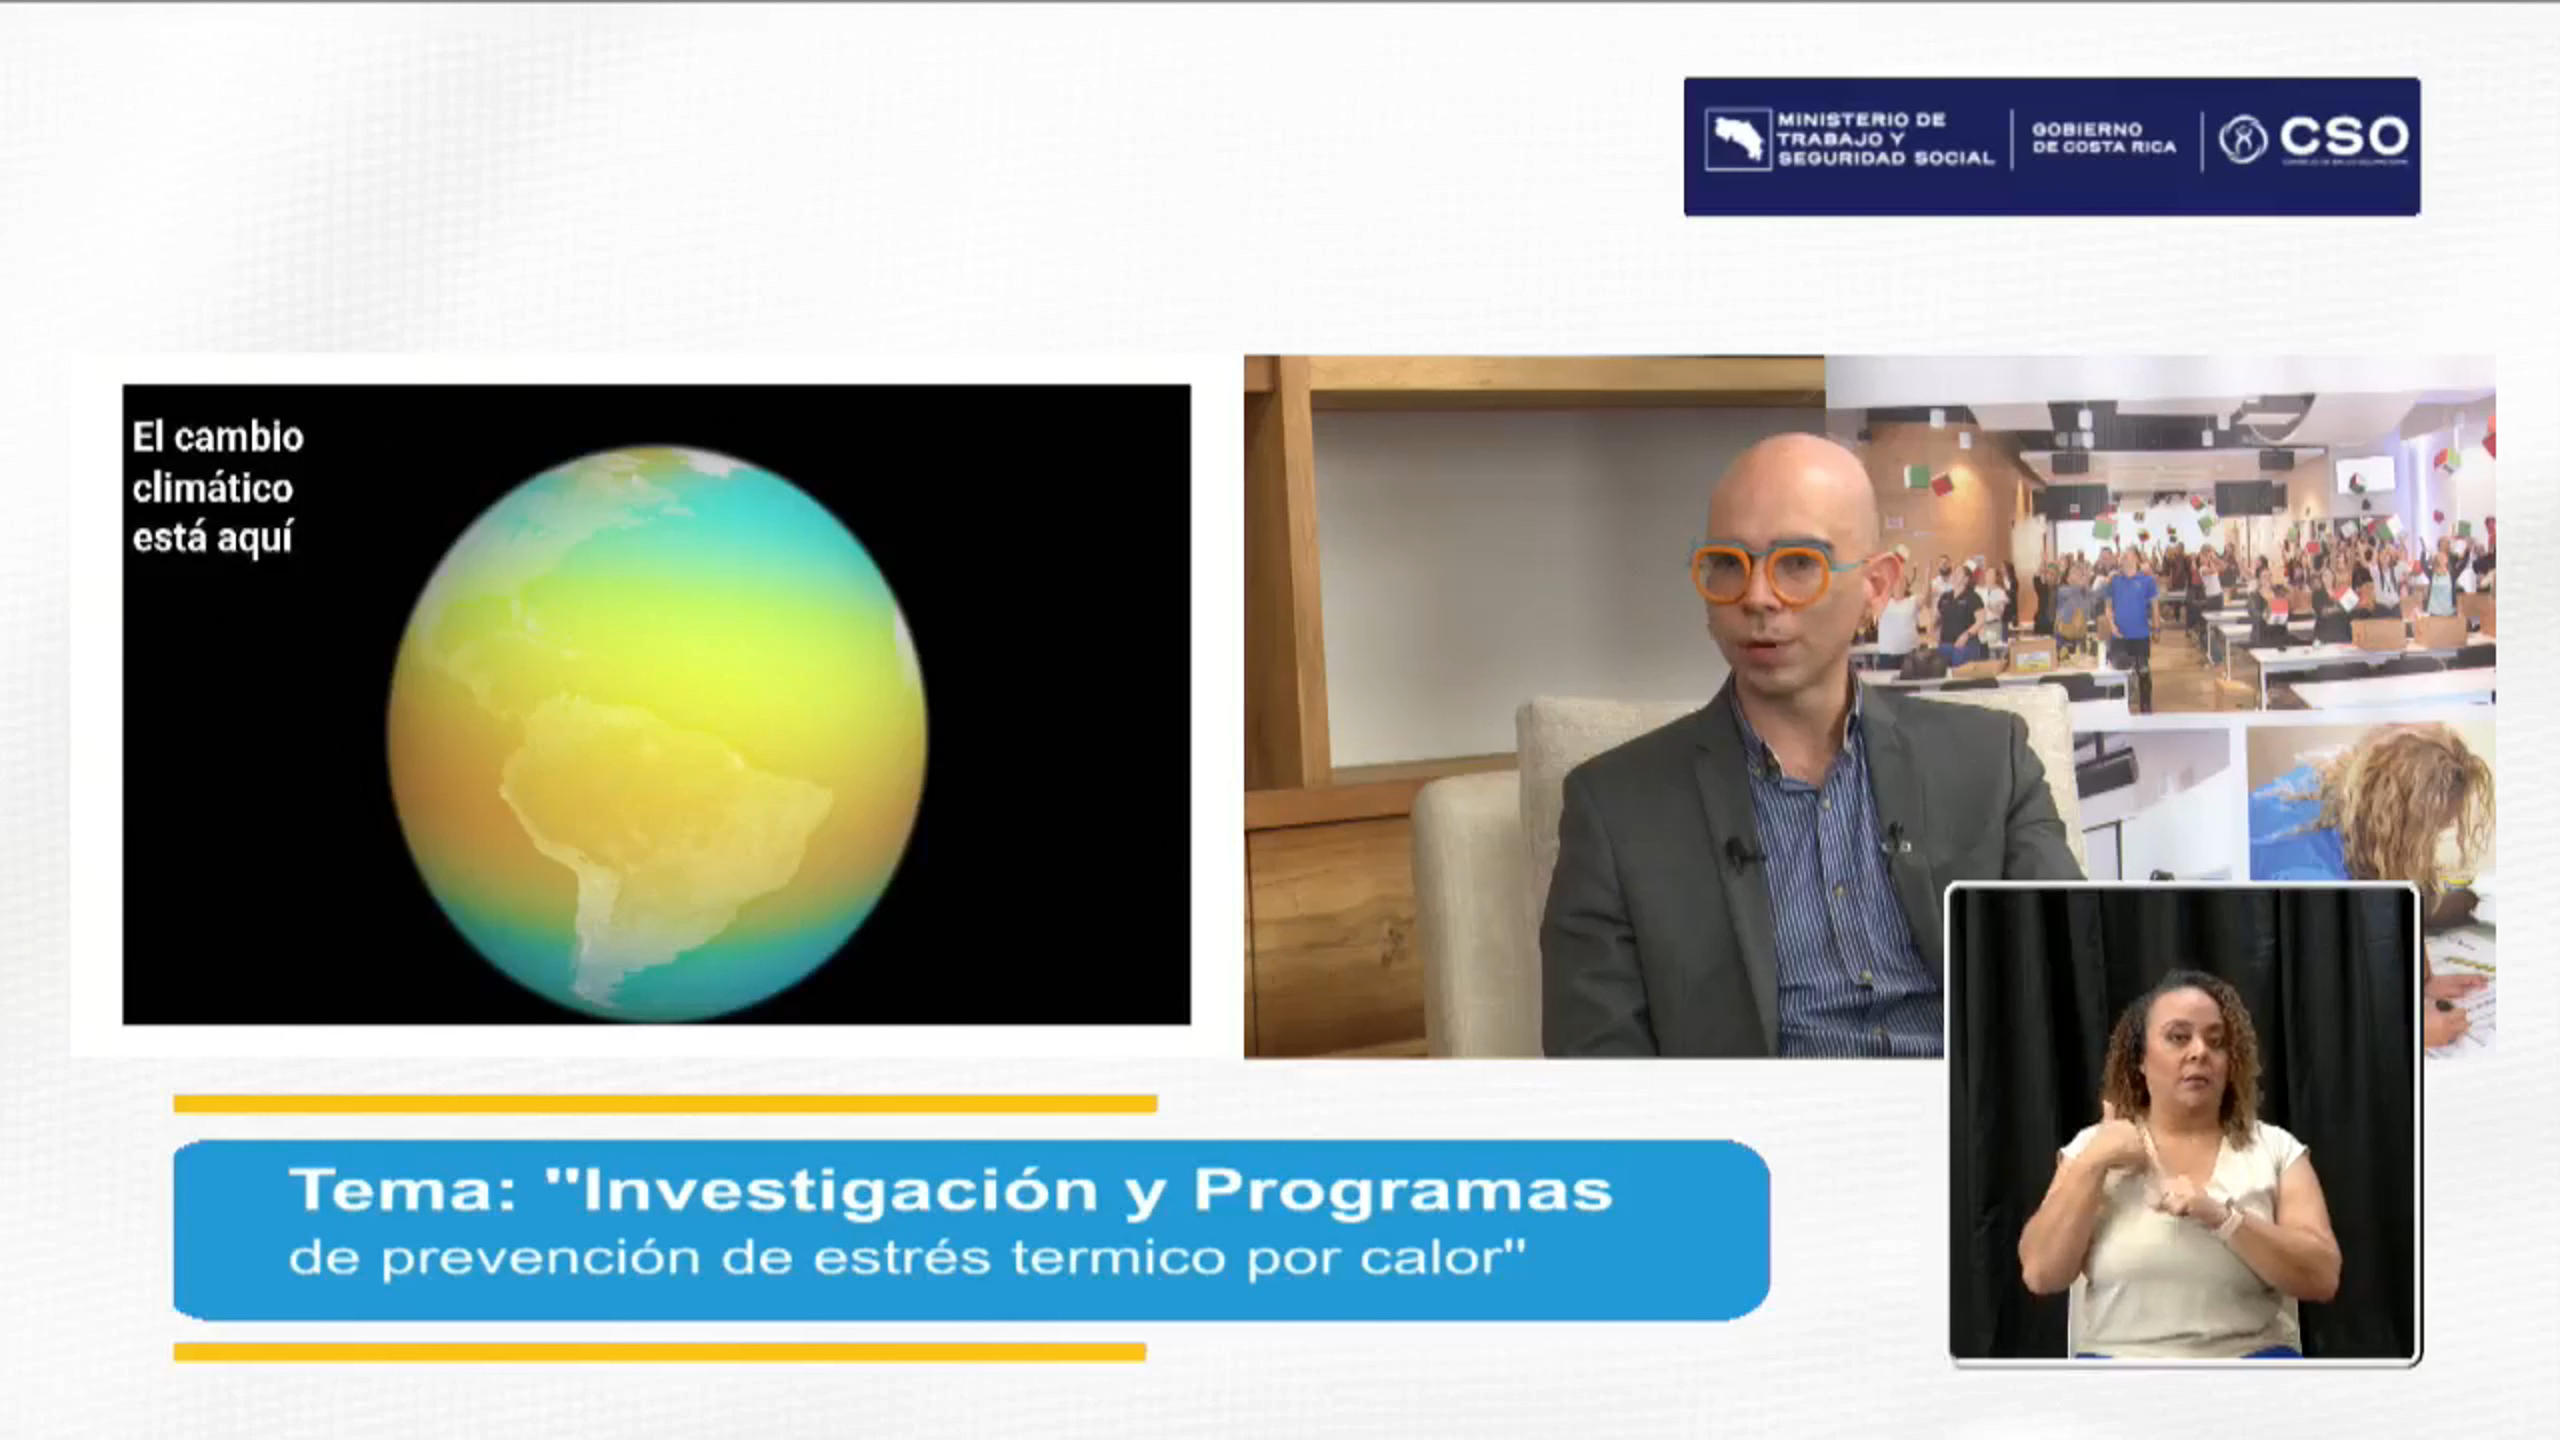 MINISTERIO DE
TRABAJO Y
SEGURIDAD SOCIAL
GOBIERNO
DE COSTA RICA
CSO
El cambio
climático
está aquí
Tema: "Investigación y Programas
de prevención de estrés termico por calor"